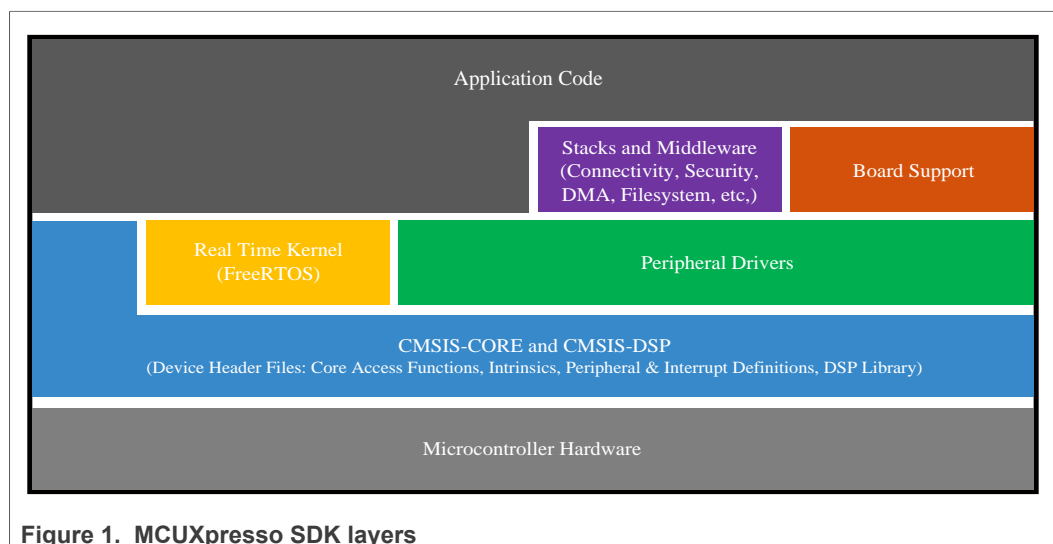 Application Code
Stacks and Middleware
(Connectivity, Security,
DMA, Filesystem, etc,)
Board Support
Real Time Kernel
(FreeRTOS)
Peripheral Drivers
CMSIS-CORE and CMSIS-DSP
(Device Header Files: Core Access Functions, Intrinsics, Peripheral & Interrupt Definitions, DSP Library)
Microcontroller Hardware
Figure 1. MCUXpresso SDK layers